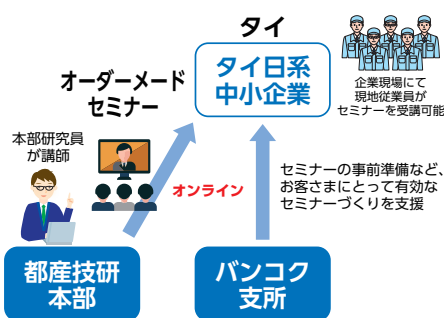 タイ
タイ日系
中小企業
企業現場にて
現地従業員が
セミナーを受講可能
オーダーメード
セミナー
本部研究員
が講師
オンライン
セミナーの事前準備など、
お客さまにとって有効な
セミナーづくりを支援
都産技研
本部
バンコク
支所